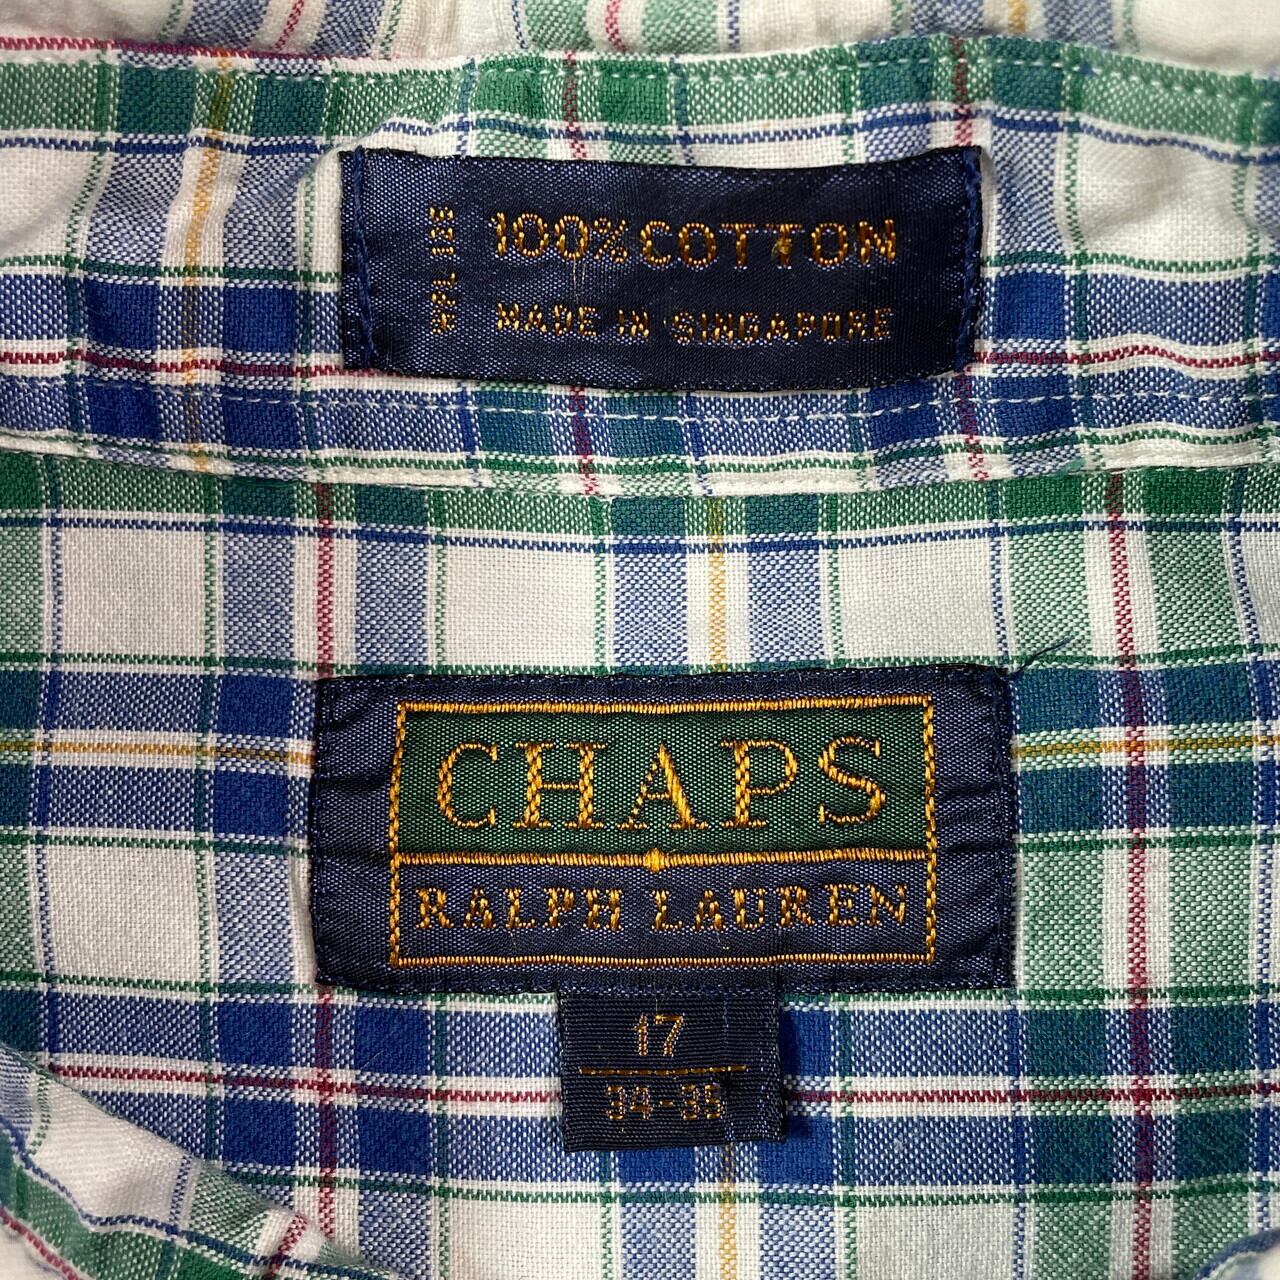 100% COTTON
MADE IN SINGAPORE
CHAPS
RALPH LAUREN
17
34-35